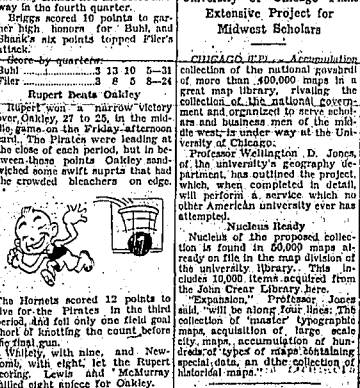 way in the fourth quarter.
Briggs scored 10 points to gar-
ner high honors for Buhl, and
Shank's six points topped Filer's
attack.
Score by quarters:
Buhl 3 13 10 5—31
Filer 3 8 5 8—24
Rupert Beats Oakley
Rupert won a narrow victory
over Oakley, 27 to 25, in the mid-
dle game on the Friday afternoon
card. The Pirates were leading at
the close of each period, but in be-
tween those points Oakley sand-
wiched some swift suprts that had
the crowded bleachers on edge.
The Hornets scored 12 points to
five for the Pirates in the third
period, and fell only one field goal
short of knotting the count before
the final gun.
Whitely, with nine, and New-
comb, with eight, led the Rupert
scoring. Lewis and McMurray
tallied eight apiece for Oakley.
Extensive Project for
Midwest Scholars
CHICAGO (U.P.) — Accumulation
collection of the national govahrd
of more than 400,000 maps in a
great map library, rivaling the
collection of the national govern-
ment and organized to serve schol-
ars and business men of the mid-
dle west, is under way at the Uni-
versity of Chicago.
Professor Wellington D. Jones,
of the university's geography de-
partment, has outlined the project,
which, when completed in detail,
will perform a service which no
other American university ever has
attempted.
Nucleus Ready
Nucleus of the proposed collec-
tion is found in 60,000 maps al-
ready on file in the map division of
the university library. This in-
cludes 10,000 items acquired from
the John Crear Library here.
"Expansion," Professor Jones
said, "will be along four lines: The
collection of 'master' typographic
maps, acquisition of large scale
city maps, accumulation of hun-
dreds of types of maps containing
special data, an dthe collection of
historical maps."